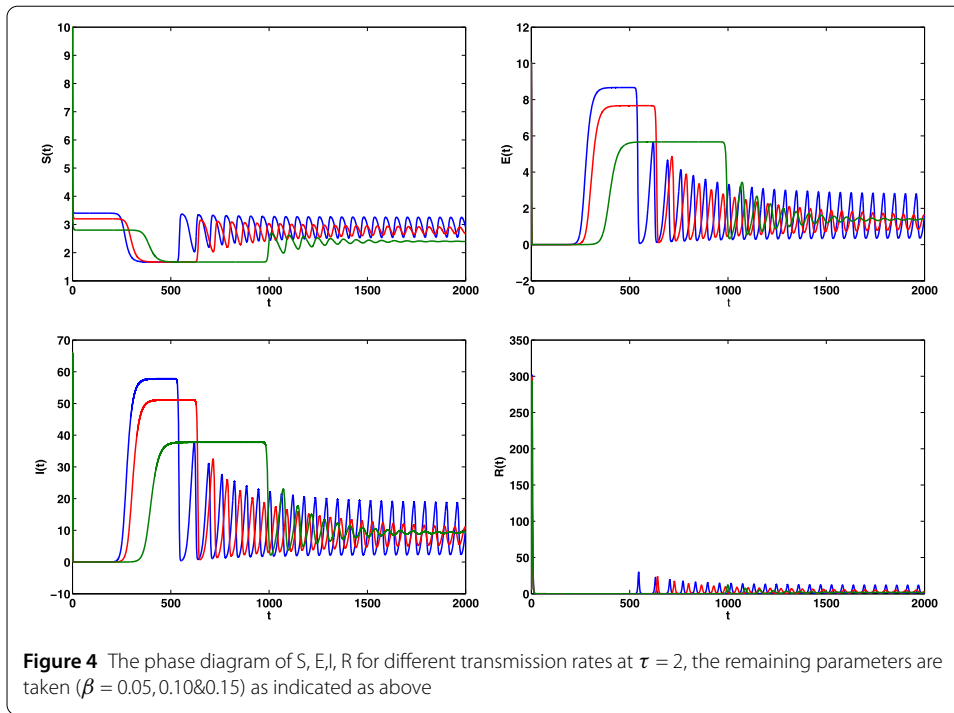 10
9
8
7
6
5
4
3
2
1
S(t)
0 500 1000 1500 2000
t
12
10
8
6
4
2
0
−2
E(t)
0 500 1000 1500 2000
t
70
60
50
40
30
20
10
0
−10
I(t)
0 500 1000 1500 2000
t
350
300
250
200
150
100
50
0
R(t)
0 500 1000 1500 2000
t
Figure 4 The phase diagram of S, E,I, R for different transmission rates at τ = 2, the remaining parameters are
taken (β = 0.05, 0.10&0.15) as indicated as above